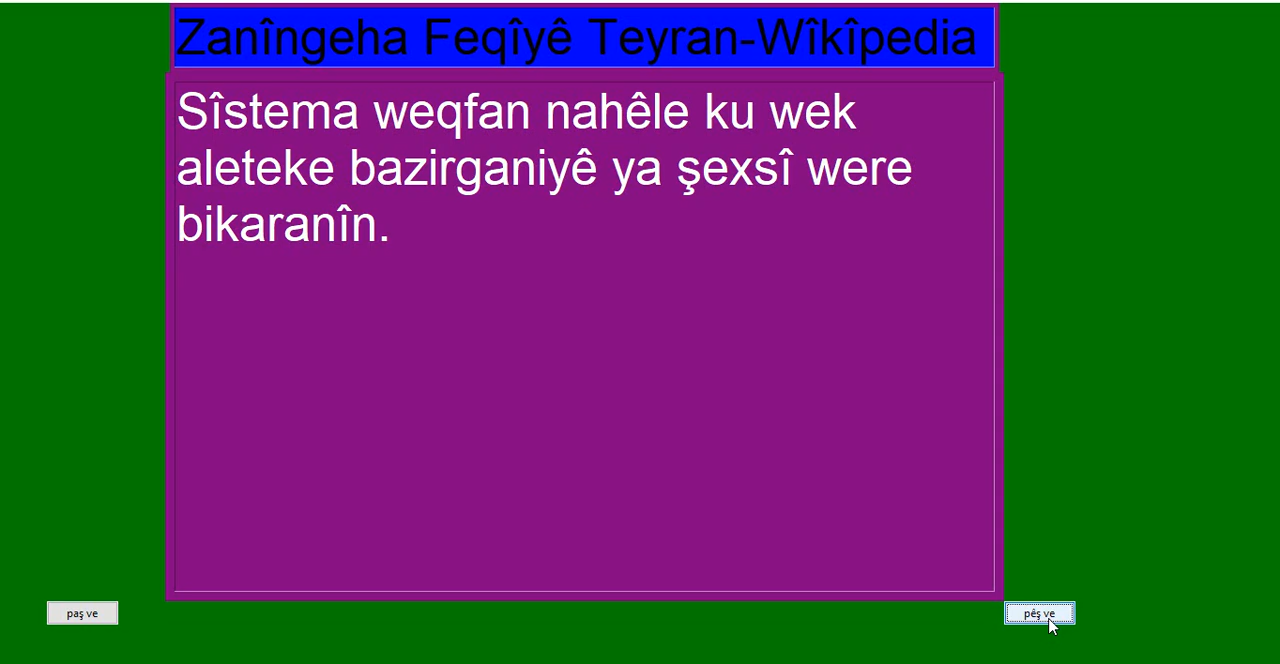 Zanîngeha Feqîyê Teyran-Wîkîpedia
Sîstema weqfan nahêle ku wek
aleteke bazirganiyê ya şexsî were
bikaranîn.
paş ve
pêş ve